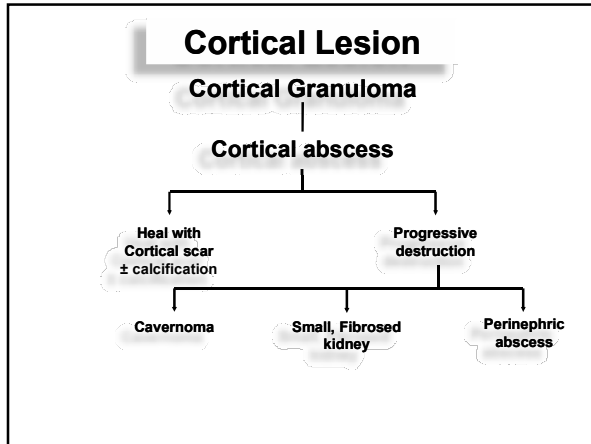 Cortical Lesion
Cortical Granuloma
Cortical abscess
Heal with
Cortical scar
± calcification
Progressive
destruction
Cavernoma
Small, Fibrosed
kidney
Perinephric
abscess